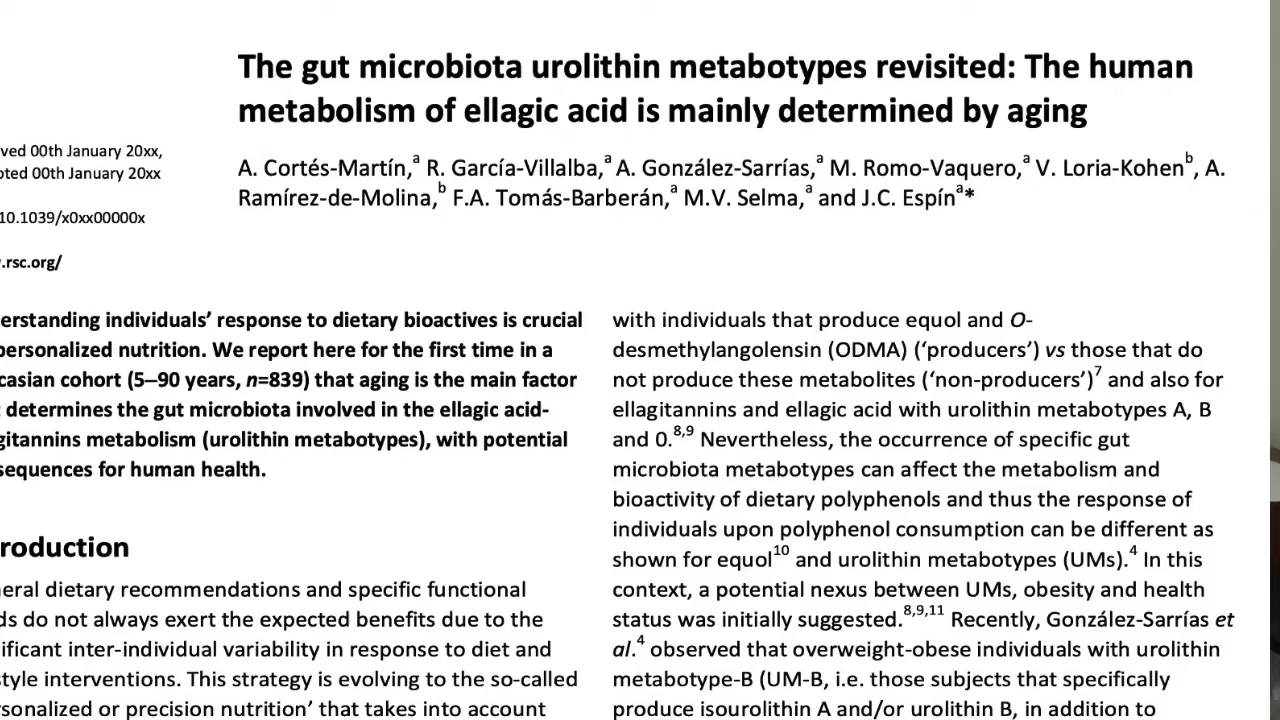 The gut microbiota urolithin metabotypes revisited: The human
metabolism of ellagic acid is mainly determined by aging
ved 00th January 20xx,
pted 00th January 20xx
10.1039/x0xx00000x
.rsc.org/
A. Cortés-Martín,a R. García-Villalba,a A. González-Sarrías,a M. Romo-Vaquero,a V. Loria-Kohenb, A.
Ramírez-de-Molina,b F.A. Tomás-Barberán,a M.V. Selma,a and J.C. Espína*
erstanding individuals’ response to dietary bioactives is crucial
personalized nutrition. We report here for the first time in a
casian cohort (5–90 years, n=839) that aging is the main factor
t determines the gut microbiota involved in the ellagic acid-
gitannins metabolism (urolithin metabotypes), with potential
sequences for human health.
roduction
neral dietary recommendations and specific functional
ds do not always exert the expected benefits due to the
ificant inter-individual variability in response to diet and
style interventions. This strategy is evolving to the so-called
rsonalized or precision nutrition’ that takes into account
with individuals that produce equol and O-
desmethylangolensin (ODMA) (‘producers’) vs those that do
not produce these metabolites (‘non-producers’)7 and also for
ellagitannins and ellagic acid with urolithin metabotypes A, B
and 0.8,9 Nevertheless, the occurrence of specific gut
microbiota metabotypes can affect the metabolism and
bioactivity of dietary polyphenols and thus the response of
individuals upon polyphenol consumption can be different as
shown for equol10 and urolithin metabotypes (UMs).4 In this
context, a potential nexus between UMs, obesity and health
status was initially suggested.8,9,11 Recently, González-Sarrías et
al.4 observed that overweight-obese individuals with urolithin
metabotype-B (UM-B, i.e. those subjects that specifically
produce isourolithin A and/or urolithin B, in addition to